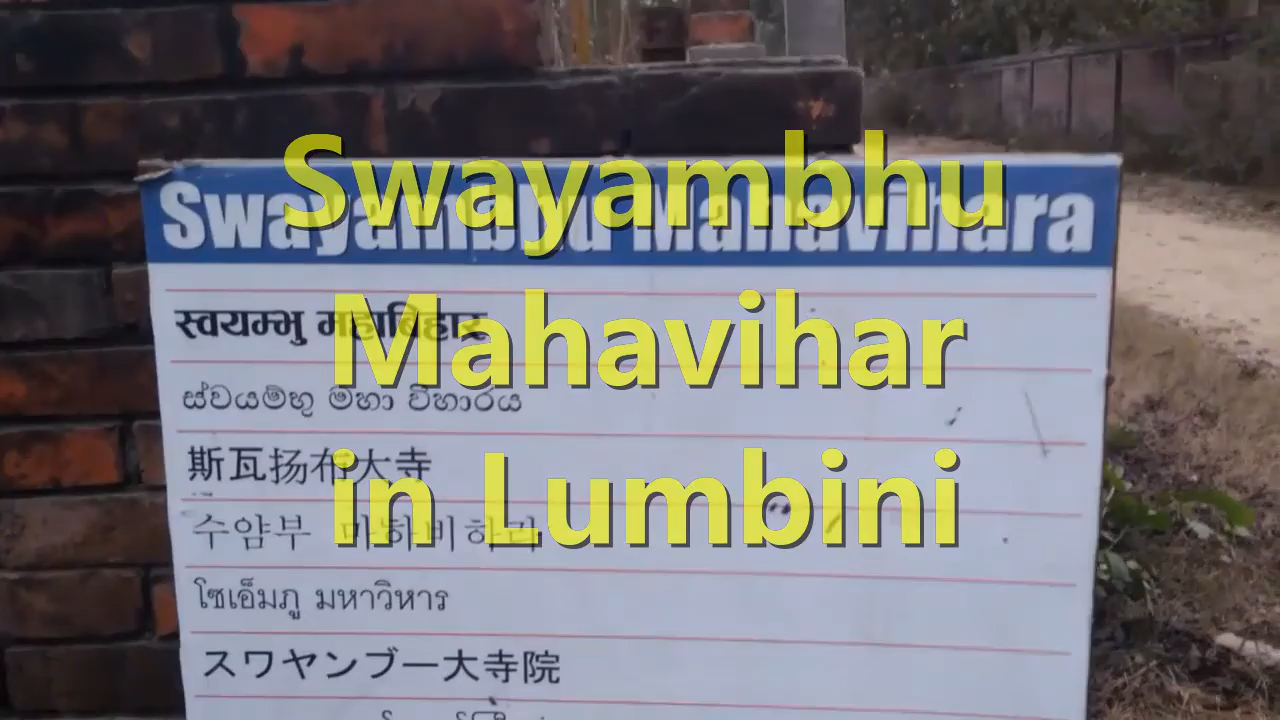 Swayambhu Mahavihara
Swayambhu
Mahavihar
in Lumbini
स्वयम्भु महाविहार
ස්වයම්භු මහා විහාරය
斯瓦扬布大寺
수얌부 마하비하라
โซเอ็มภู มหาวิหาร
スワヤンブー大寺院